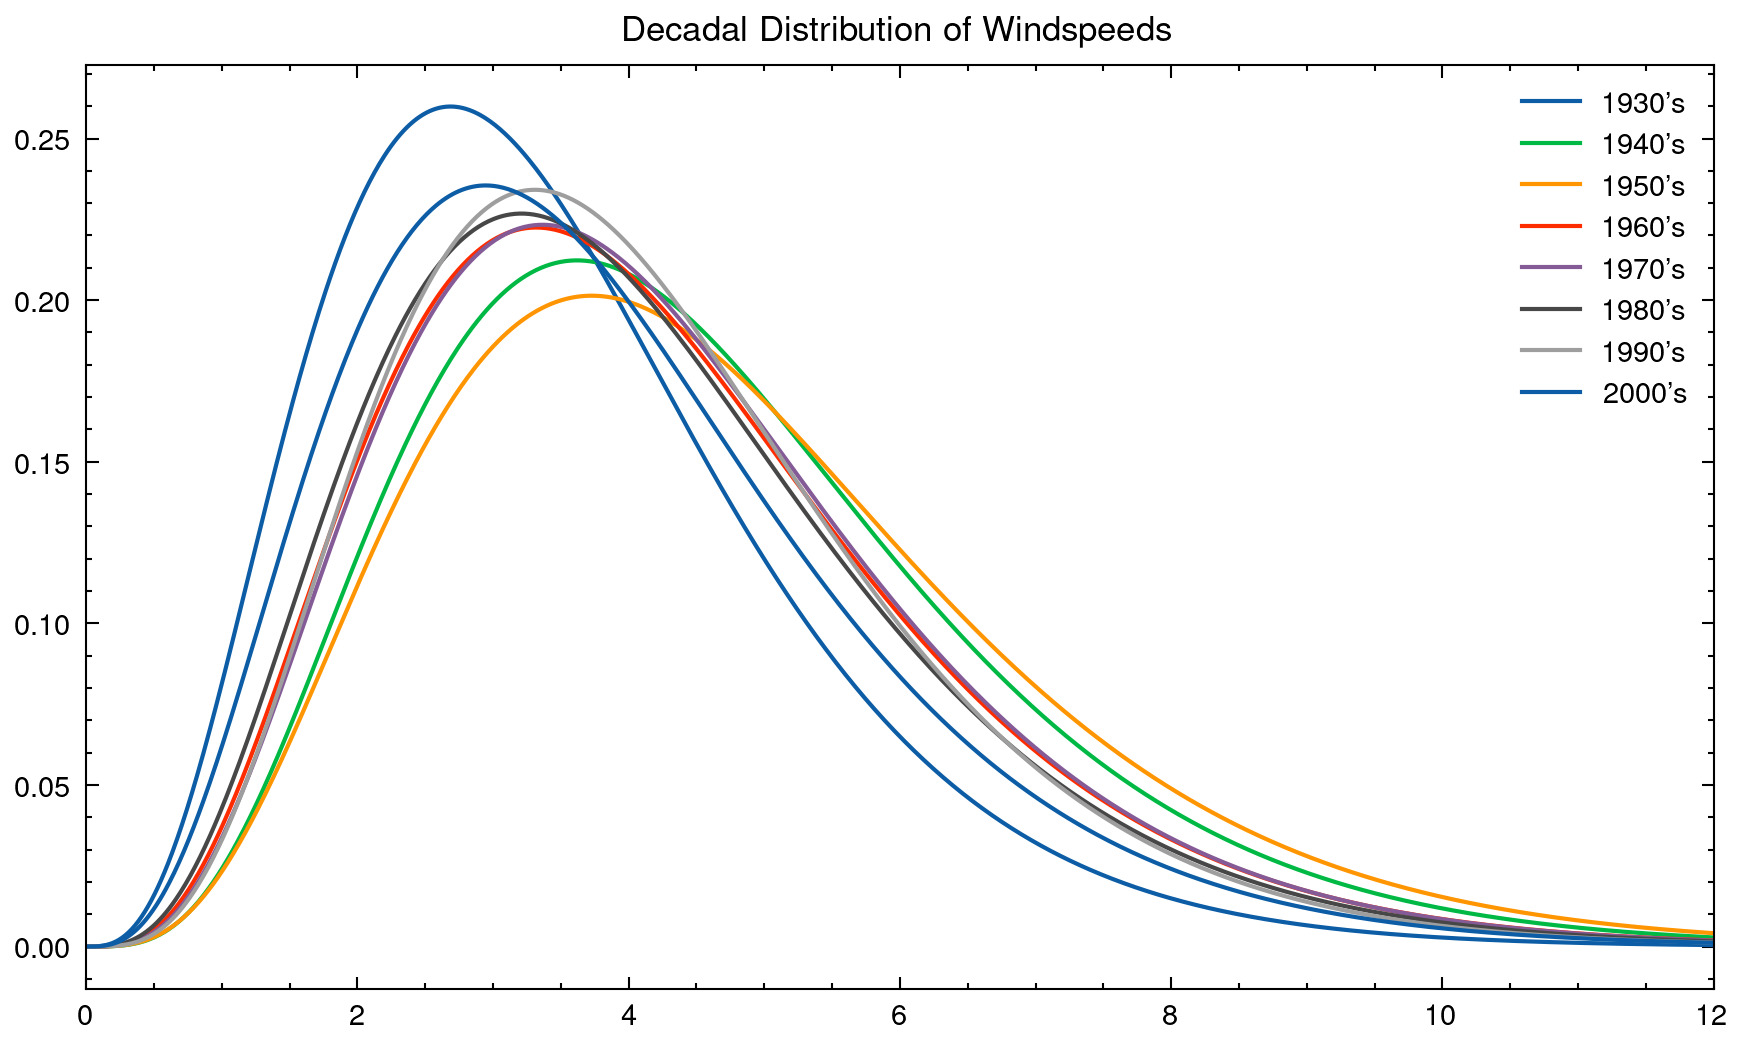 Decadal Distribution of Windspeeds
1930’s
1940’s
1950’s
1960’s
1970’s
1980’s
1990’s
2000’s
0.25
0.20
0.15
0.10
0.05
0.00
0 2 4 6 8 10 12